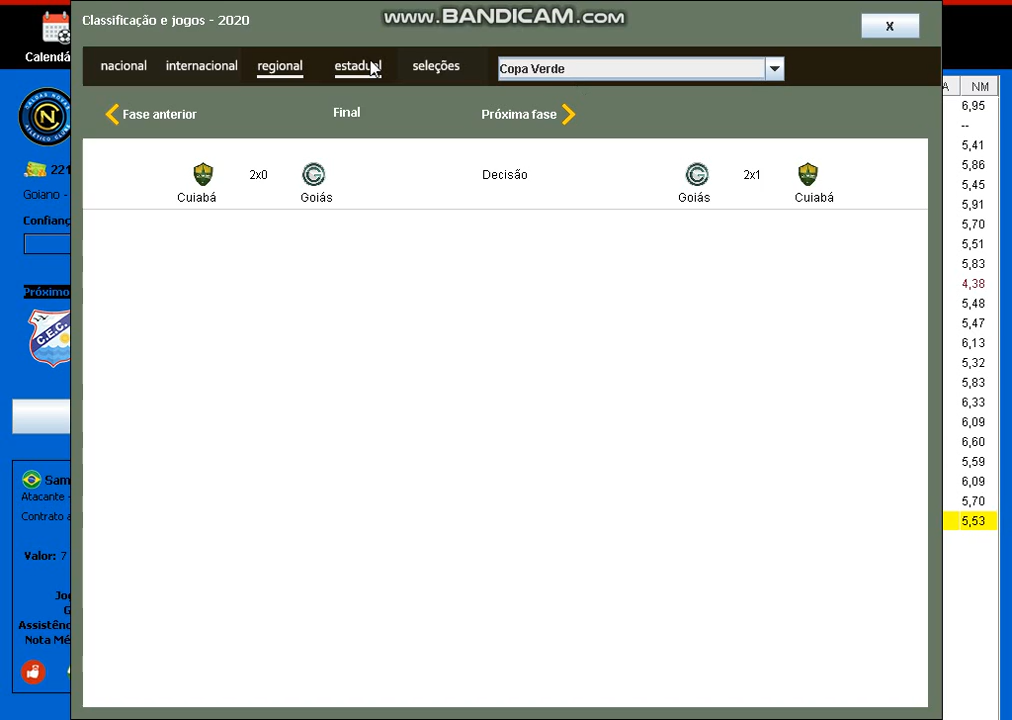 Classificação e jogos - 2020
www.BANDICAM.com
X
Calendá
nacional
internacional
regional
estadual
seleções
Copa Verde
Fase anterior
Final
Próxima fase
A
NM
Cuiabá
2x0
Goiás
Decisão
Goiás
2x1
Cuiabá
221
Goiano -
Confianç
Próximo
C.E.C.
Sam
Atacante -
Contrato a
Valor: 7
Jog
G
Assistênc
Nota Mé
6,95
--
5,41
5,86
5,45
5,91
5,70
5,51
5,83
4,38
5,48
5,47
6,13
5,32
5,83
6,33
6,09
6,60
5,59
6,09
5,70
5,53